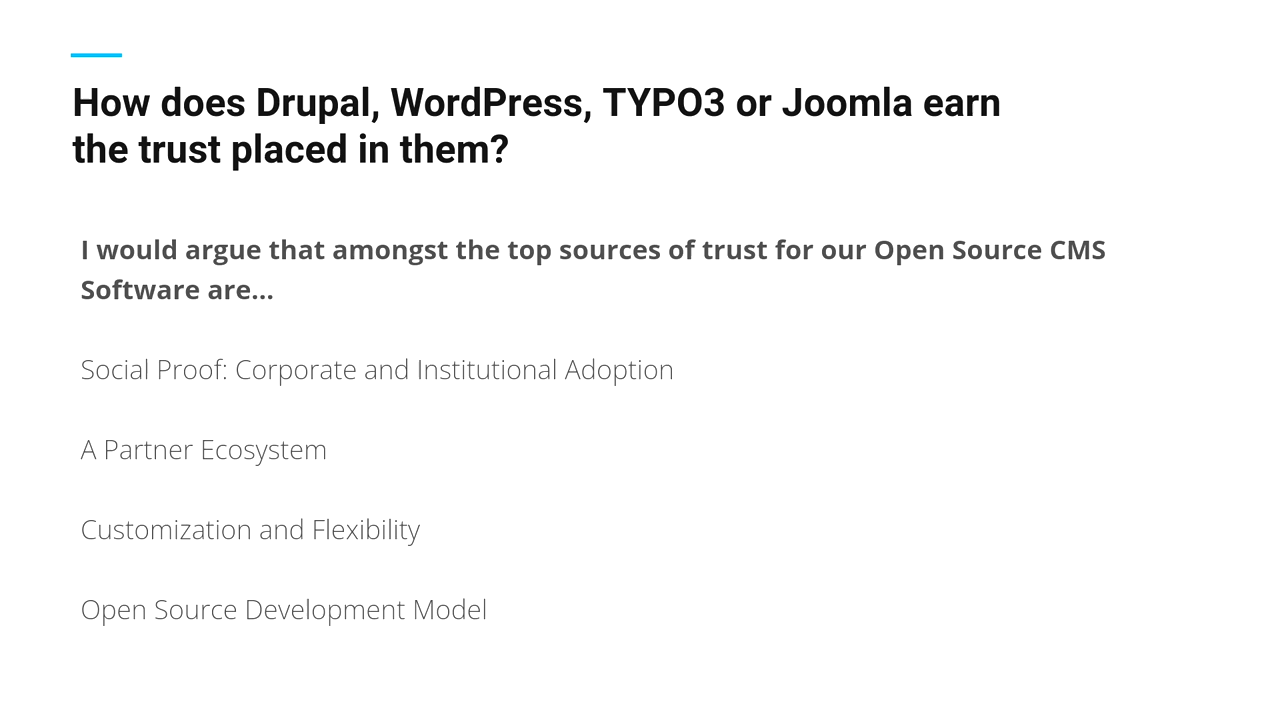 How does Drupal, WordPress, TYPO3 or Joomla earn
the trust placed in them?
I would argue that amongst the top sources of trust for our Open Source CMS
Software are...
Social Proof: Corporate and Institutional Adoption
A Partner Ecosystem
Customization and Flexibility
Open Source Development Model